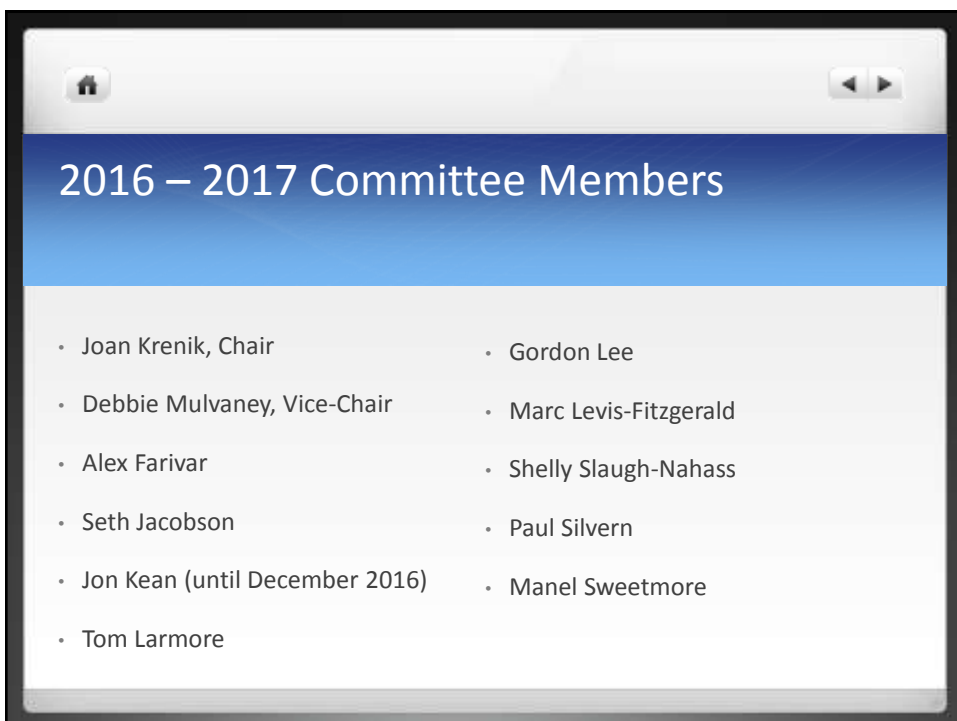 2016 – 2017 Committee Members
• Joan Krenik, Chair
• Debbie Mulvaney, Vice-Chair
• Alex Farivar
• Seth Jacobson
• Jon Kean (until December 2016)
• Tom Larmore
• Gordon Lee
• Marc Levis-Fitzgerald
• Shelly Slaugh-Nahass
• Paul Silvern
• Manel Sweetmore